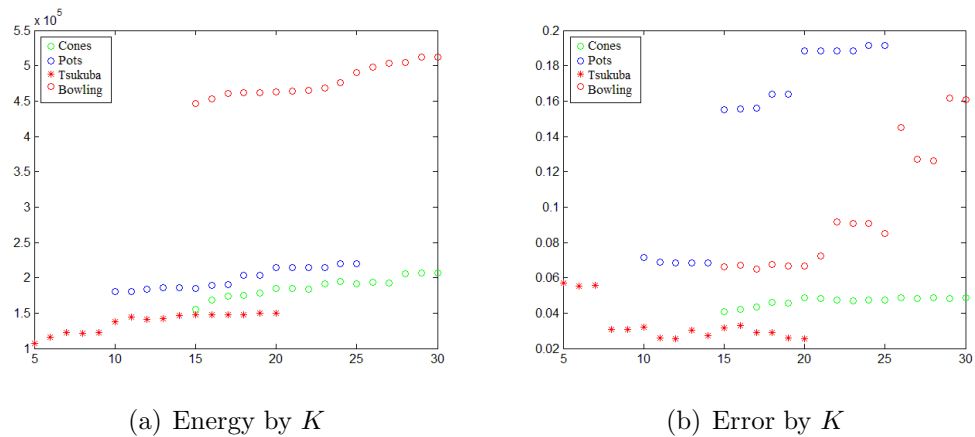 x 10^5
5.5
5
4.5
4
3.5
3
2.5
2
1.5
1
5
10
15
20
25
30
Cones
Pots
Tsukuba
Bowling
(a) Energy by K
0.2
0.18
0.16
0.14
0.12
0.1
0.08
0.06
0.04
0.02
5
10
15
20
25
30
Cones
Pots
Tsukuba
Bowling
(b) Error by K